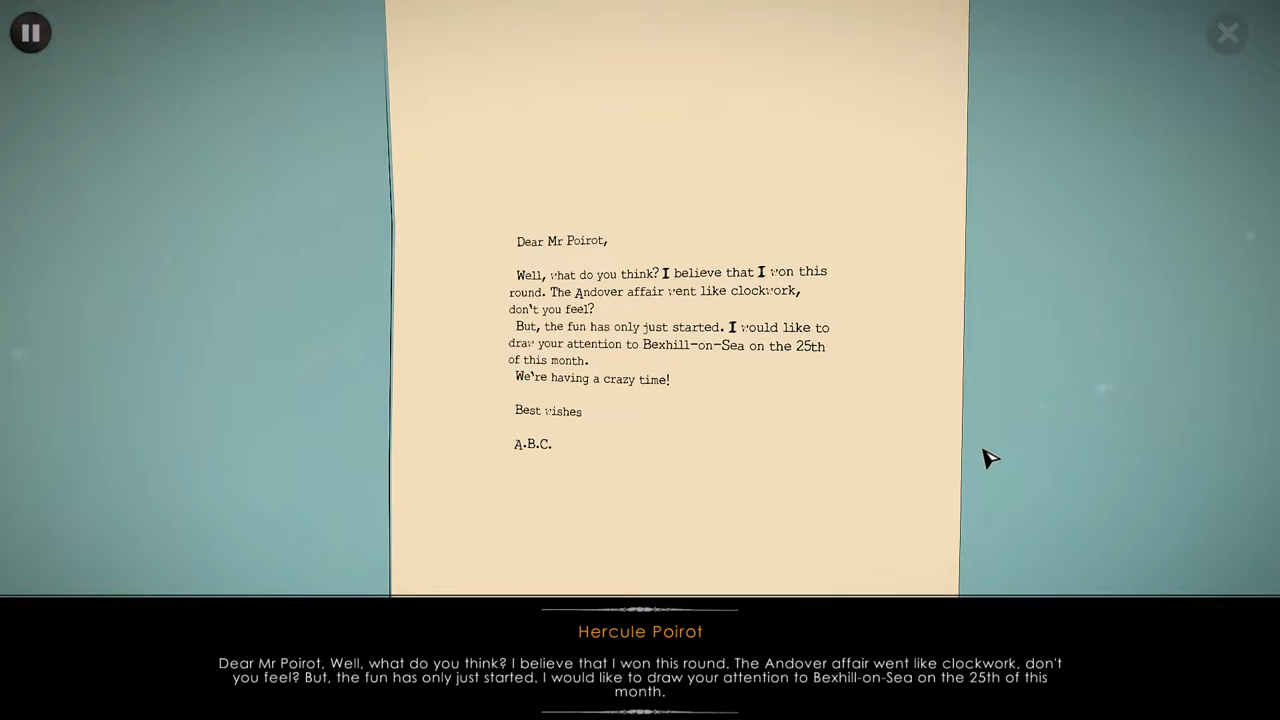 Dear Mr Poirot,
Well, what do you think? I believe that I won this
round. The Andover affair went like clockwork,
don't you feel?
But, the fun has only just started. I would like to
draw your attention to Bexhill-on-Sea on the 25th
of this month.
We're having a crazy time!
Best wishes
A.B.C.
Hercule Poirot
Dear Mr Poirot, Well, what do you think? I believe that I won this round. The Andover affair went like clockwork, don't
you feel? But, the fun has only just started. I would like to draw your attention to Bexhill-on-Sea on the 25th of this
month.